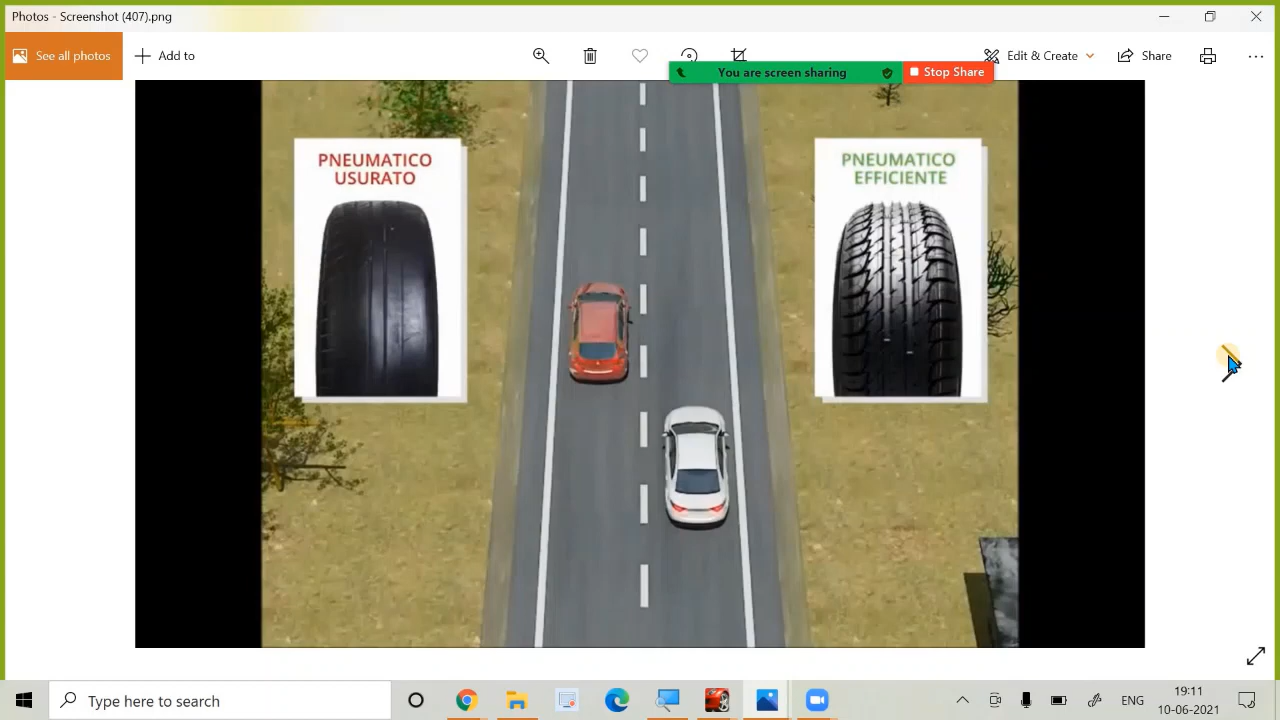 Photos - Screenshot (407).png
See all photos
Add to
Edit & Create
Share
You are screen sharing
Stop Share
PNEUMATICO
USURATO
PNEUMATICO
EFFICIENTE
Type here to search
ENG
19:11
10-06-2021